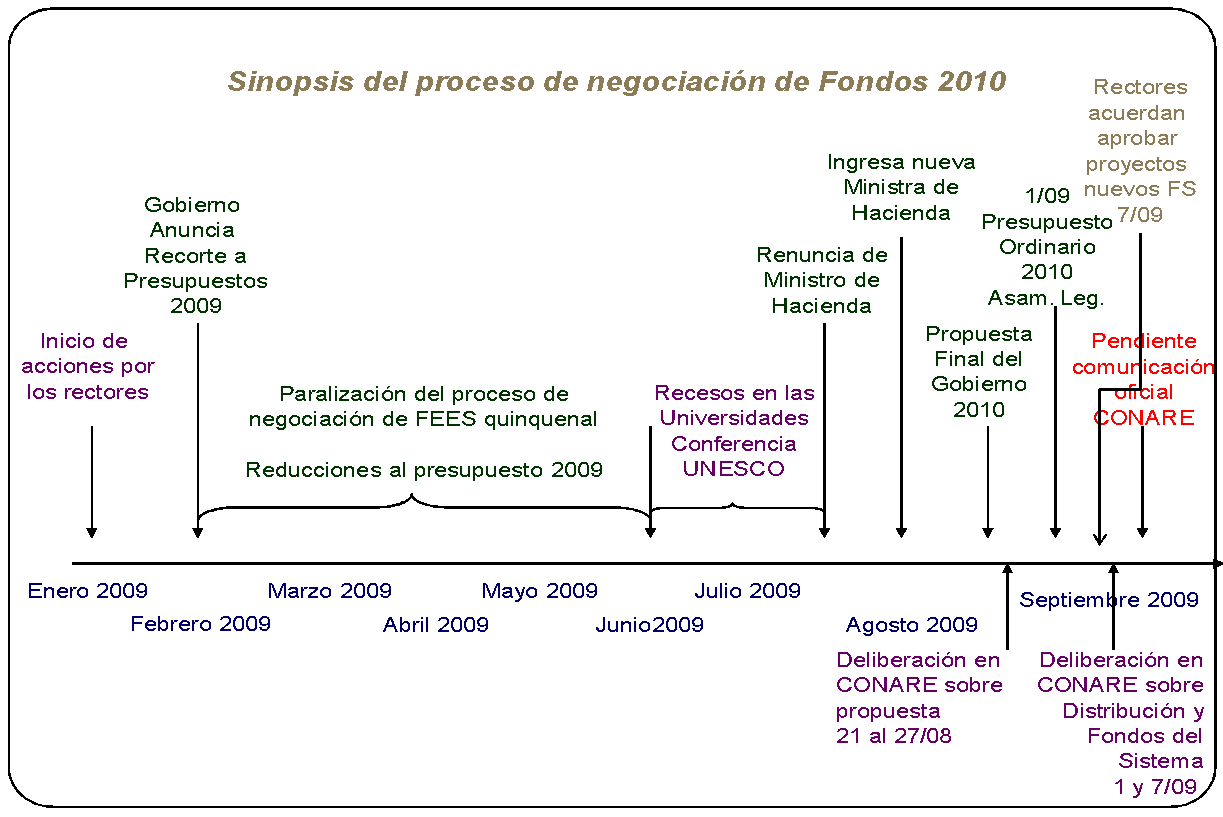 Sinopsis del proceso de negociación de Fondos 2010
Rectores
acuerdan
aprobar
proyectos
nuevos FS
7/09
Ingresa nueva
Ministra de
Hacienda
1/09
Presupuesto
Ordinario
2010
Asam. Leg.
Gobierno
Anuncia
Recorte a
Presupuestos
2009
Renuncia de
Ministro de
Hacienda
Inicio de
acciones por
los rectores
Propuesta
Final del
Gobierno
2010
Pendiente
comunicación
oficial
CONARE
Paralización del proceso de
negociación de FEES quinquenal
Reducciones al presupuesto 2009
Recesos en las
Universidades
Conferencia
UNESCO
Enero 2009
Febrero 2009
Marzo 2009
Abril 2009
Mayo 2009
Junio2009
Julio 2009
Agosto 2009
Septiembre 2009
Deliberación en
CONARE sobre
propuesta
21 al 27/08
Deliberación en
CONARE sobre
Distribución y
Fondos del
Sistema
1 y 7/09